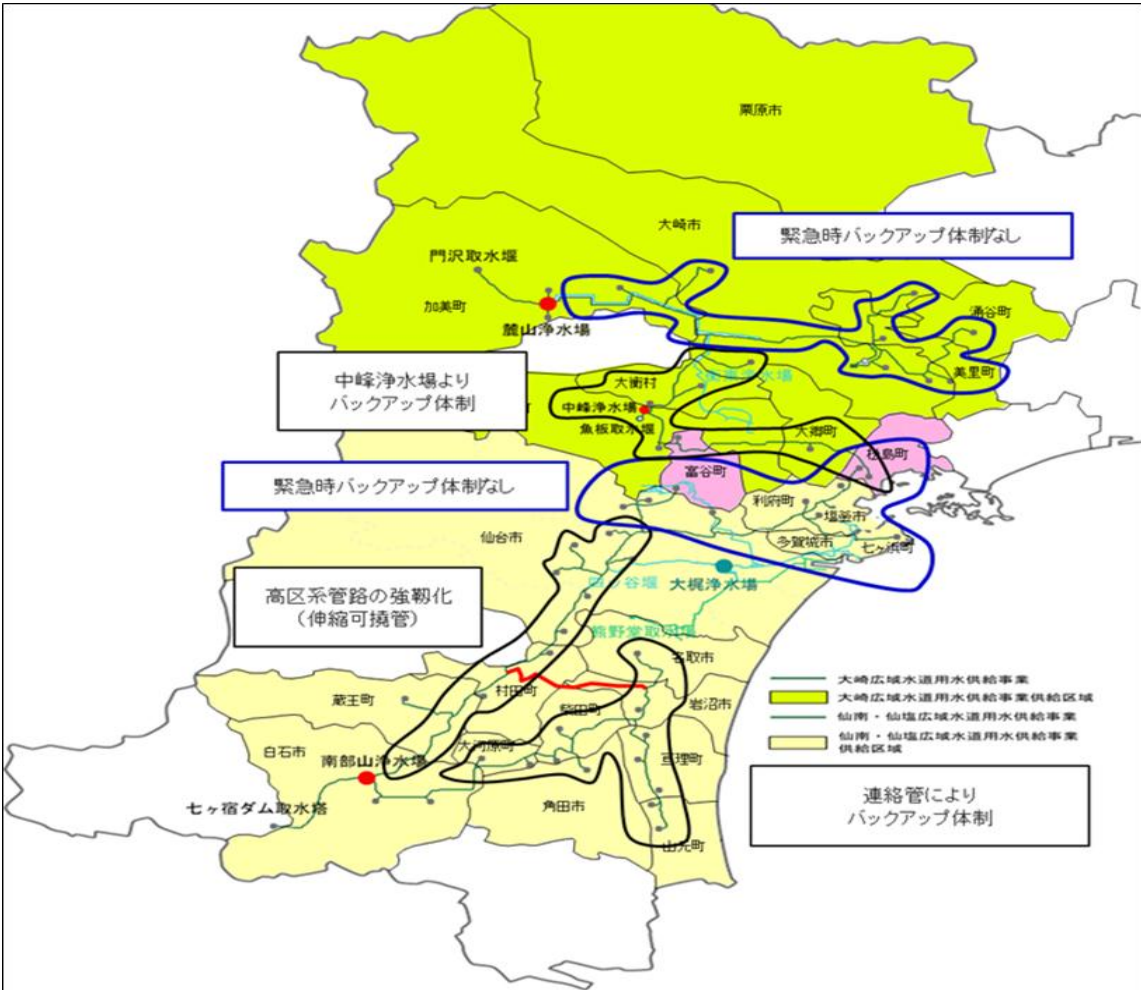 栗原市
大崎市
緊急時バックアップ体制なし
門沢取水堰
加美町
涌谷町
麓山浄水場
中峰浄水場より
バックアップ体制
大衡村
美里町
中峰浄水場
魚板取水堰
大郷町
松島町
緊急時バックアップ体制なし
富谷町
利府町
塩釜市
仙台市
多賀城市
七ヶ浜町
大梶浄水場
高区系管路の強靭化
(伸縮可撓管)
熊野堂取水場
名取市
村田町
岩沼市
蔵王町
柴田町
大崎広域水道用水供給事業
大崎広域水道用水供給事業供給区域
仙南・仙塩広域水道用水供給事業
仙南・仙塩広域水道用水供給事業
供給区域
白石市
大河原町
南部山浄水場
亘理町
七ヶ宿ダム取水塔
角田市
連絡管により
バックアップ体制
山元町